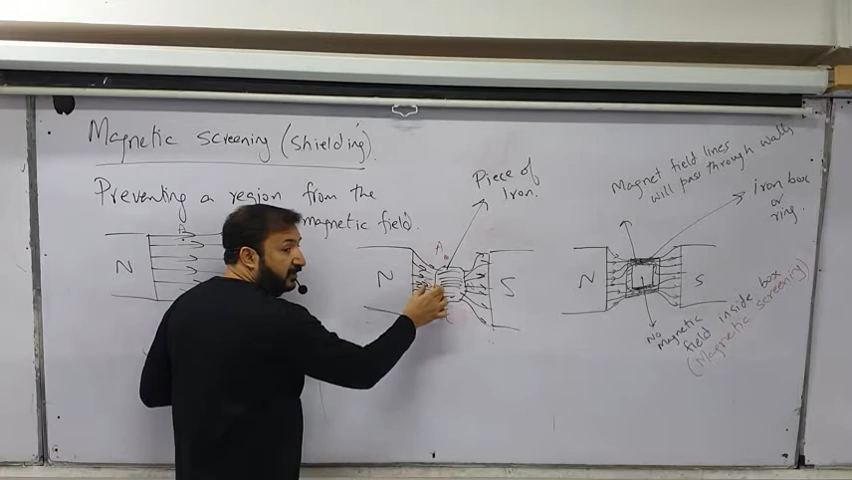 Magnetic screening (shielding).
Preventing a region from the
magnetic field.
A
N
Piece of
Iron.
A
N
S
Magnet field lines
will pass through walls
Iron box
or
ring.
N
S
No
Magnetic
field inside box
(Magnetic screening)